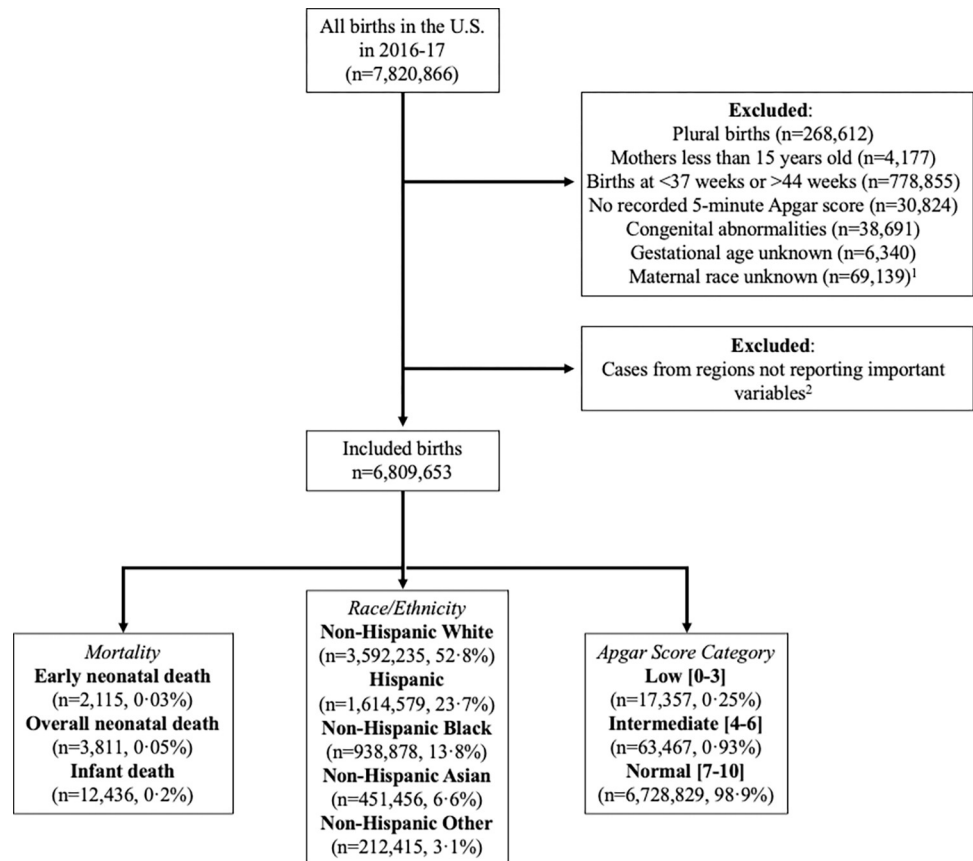 All births in the U.S.
in 2016-17
(n=7,820,866)
Excluded:
Plural births (n=268,612)
Mothers less than 15 years old (n=4,177)
Births at <37 weeks or >44 weeks (n=778,855)
No recorded 5-minute Apgar score (n=30,824)
Congenital abnormalities (n=38,691)
Gestational age unknown (n=6,340)
Maternal race unknown (n=69,139)¹
Excluded:
Cases from regions not reporting important
variables²
Included births
n=6,809,653
Mortality
Early neonatal death
(n=2,115, 0·03%)
Overall neonatal death
(n=3,811, 0·05%)
Infant death
(n=12,436, 0·2%)
Race/Ethnicity
Non-Hispanic White
(n=3,592,235, 52·8%)
Hispanic
(n=1,614,579, 23·7%)
Non-Hispanic Black
(n=938,878, 13·8%)
Non-Hispanic Asian
(n=451,456, 6·6%)
Non-Hispanic Other
(n=212,415, 3·1%)
Apgar Score Category
Low [0-3]
(n=17,357, 0·25%)
Intermediate [4-6]
(n=63,467, 0·93%)
Normal [7-10]
(n=6,728,829, 98·9%)